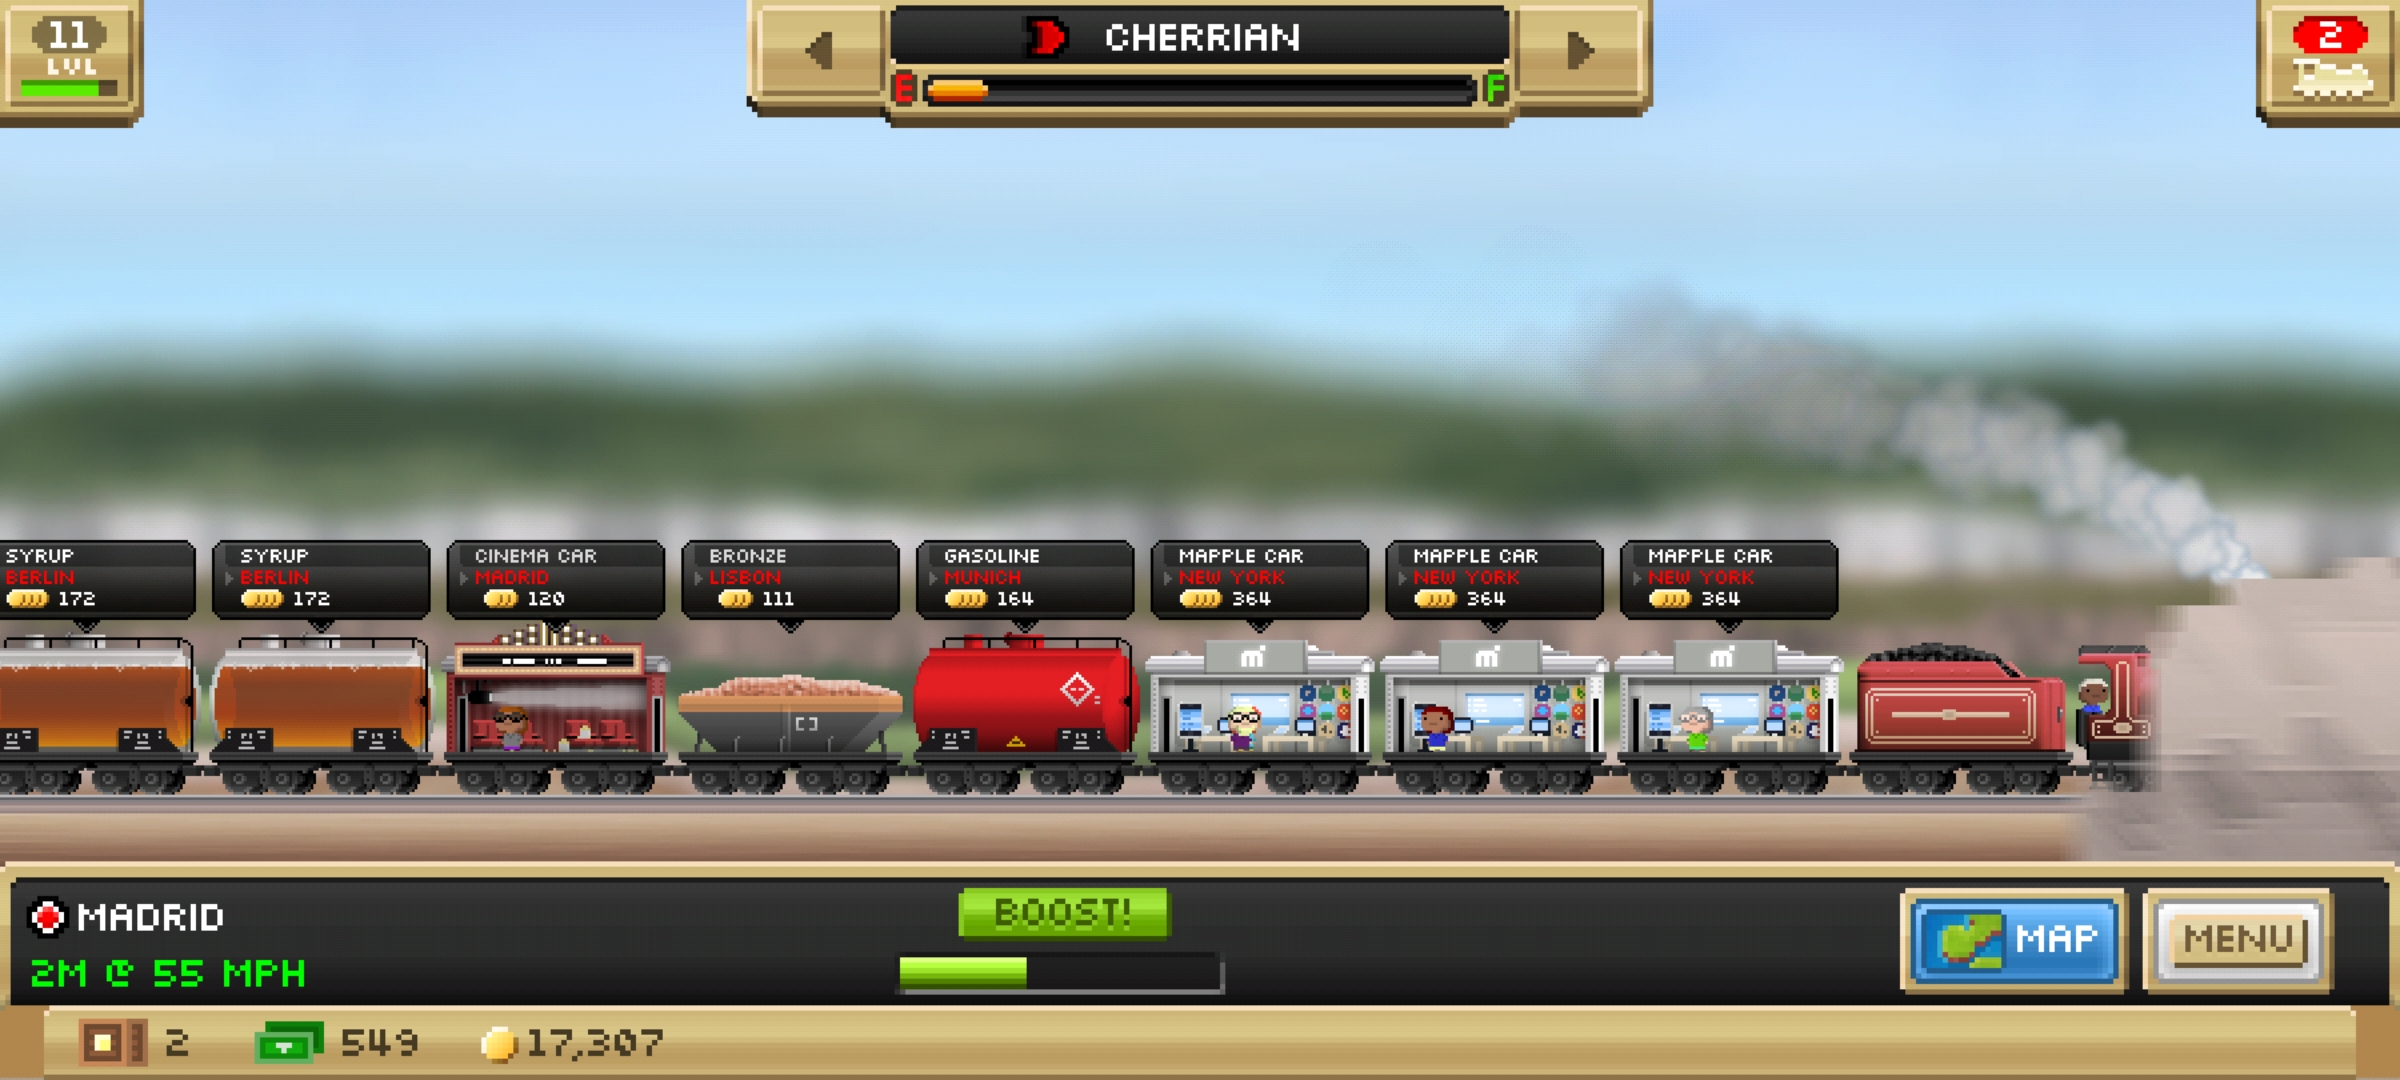 11
LVL
CHERRIAN
E
F
2
SYRUP
BERLIN
172
SYRUP
BERLIN
172
CINEMA CAR
MADRID
120
BRONZE
LISBON
111
GASOLINE
MUNICH
164
MAPPLE CAR
NEW YORK
364
MAPPLE CAR
NEW YORK
364
MAPPLE CAR
NEW YORK
364
m
m
m
MADRID
2M @ 55 MPH
BOOST!
MAP
MENU
2
549
17,307